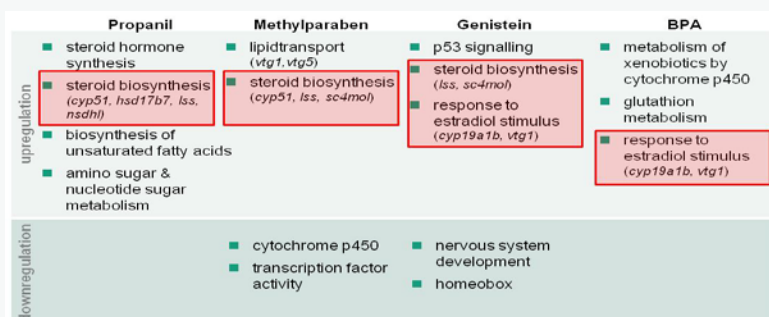 Propanil
steroid hormone
synthesis
steroid biosynthesis
(cyp51, hsd17b7, lss,
nsdhl)
biosynthesis of
unsaturated fatty acids
amino sugar &
nucleotide sugar
metabolism
Methylparaben
lipidtransport
(vtg1,vtg5)
steroid biosynthesis
(cyp51, lss, sc4mol)
Genistein
p53 signalling
steroid biosynthesis
(lss, sc4mol)
response to
estradiol stimulus
(cyp19a1b, vtg1)
BPA
metabolism of
xenobiotics by
cytochrome p450
glutathion
metabolism
response to
estradiol stimulus
(cyp19a1b, vtg1)
upregulation
cytochrome p450
transcription factor
activity
nervous system
development
homeobox
ownregulation